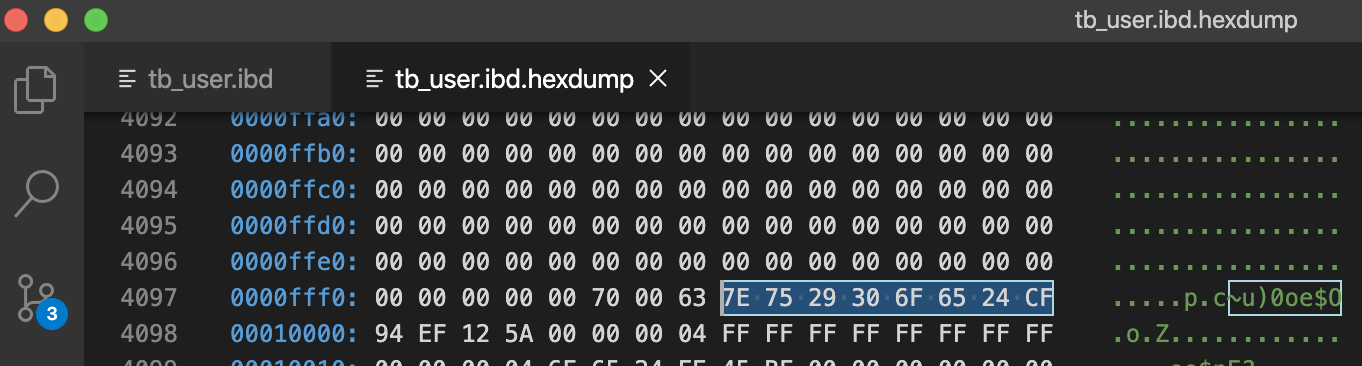 tb_user.ibd.hexdump
tb_user.ibd
tb_user.ibd.hexdump
4092 0000ffa0: 00 00 00 00 00 00 00 00 00 00 00 00 00 00 00 00 ................
4093 0000ffb0: 00 00 00 00 00 00 00 00 00 00 00 00 00 00 00 00 ................
4094 0000ffc0: 00 00 00 00 00 00 00 00 00 00 00 00 00 00 00 00 ................
4095 0000ffd0: 00 00 00 00 00 00 00 00 00 00 00 00 00 00 00 00 ................
4096 0000ffe0: 00 00 00 00 00 00 00 00 00 00 00 00 00 00 00 00 ................
3
4097 0000fff0: 00 00 00 00 00 70 00 63 7E 75 29 30 6F 65 24 CF .....p.c~u)0oe$O
4098 00010000: 94 EF 12 5A 00 00 00 04 FF FF FF FF FF FF FF FF .o.Z............